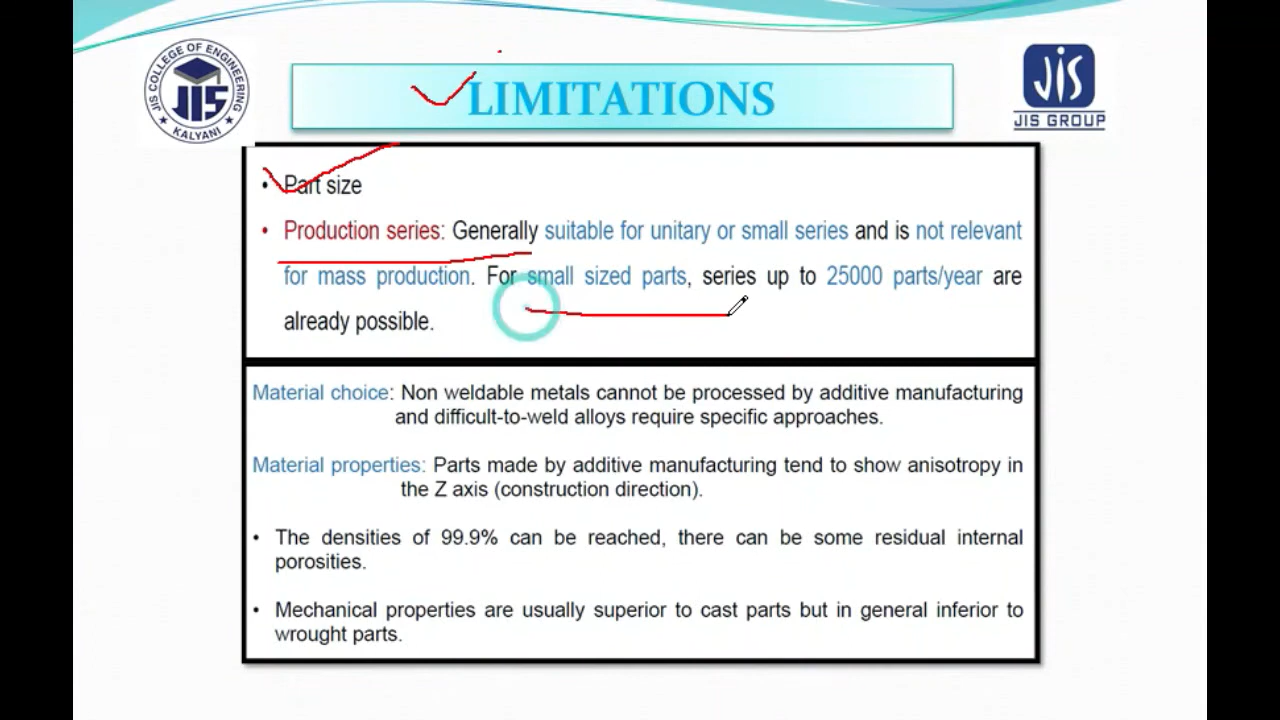 JIS COLLEGE OF ENGINEERING
JIS
KALYANI
LIMITATIONS
JIS
JIS GROUP
• Part size
• Production series: Generally suitable for unitary or small series and is not relevant
for mass production. For small sized parts, series up to 25000 parts/year are
already possible.
Material choice: Non weldable metals cannot be processed by additive manufacturing
and difficult-to-weld alloys require specific approaches.
Material properties: Parts made by additive manufacturing tend to show anisotropy in
the Z axis (construction direction).
• The densities of 99.9% can be reached, there can be some residual internal
porosities.
• Mechanical properties are usually superior to cast parts but in general inferior to
wrought parts.